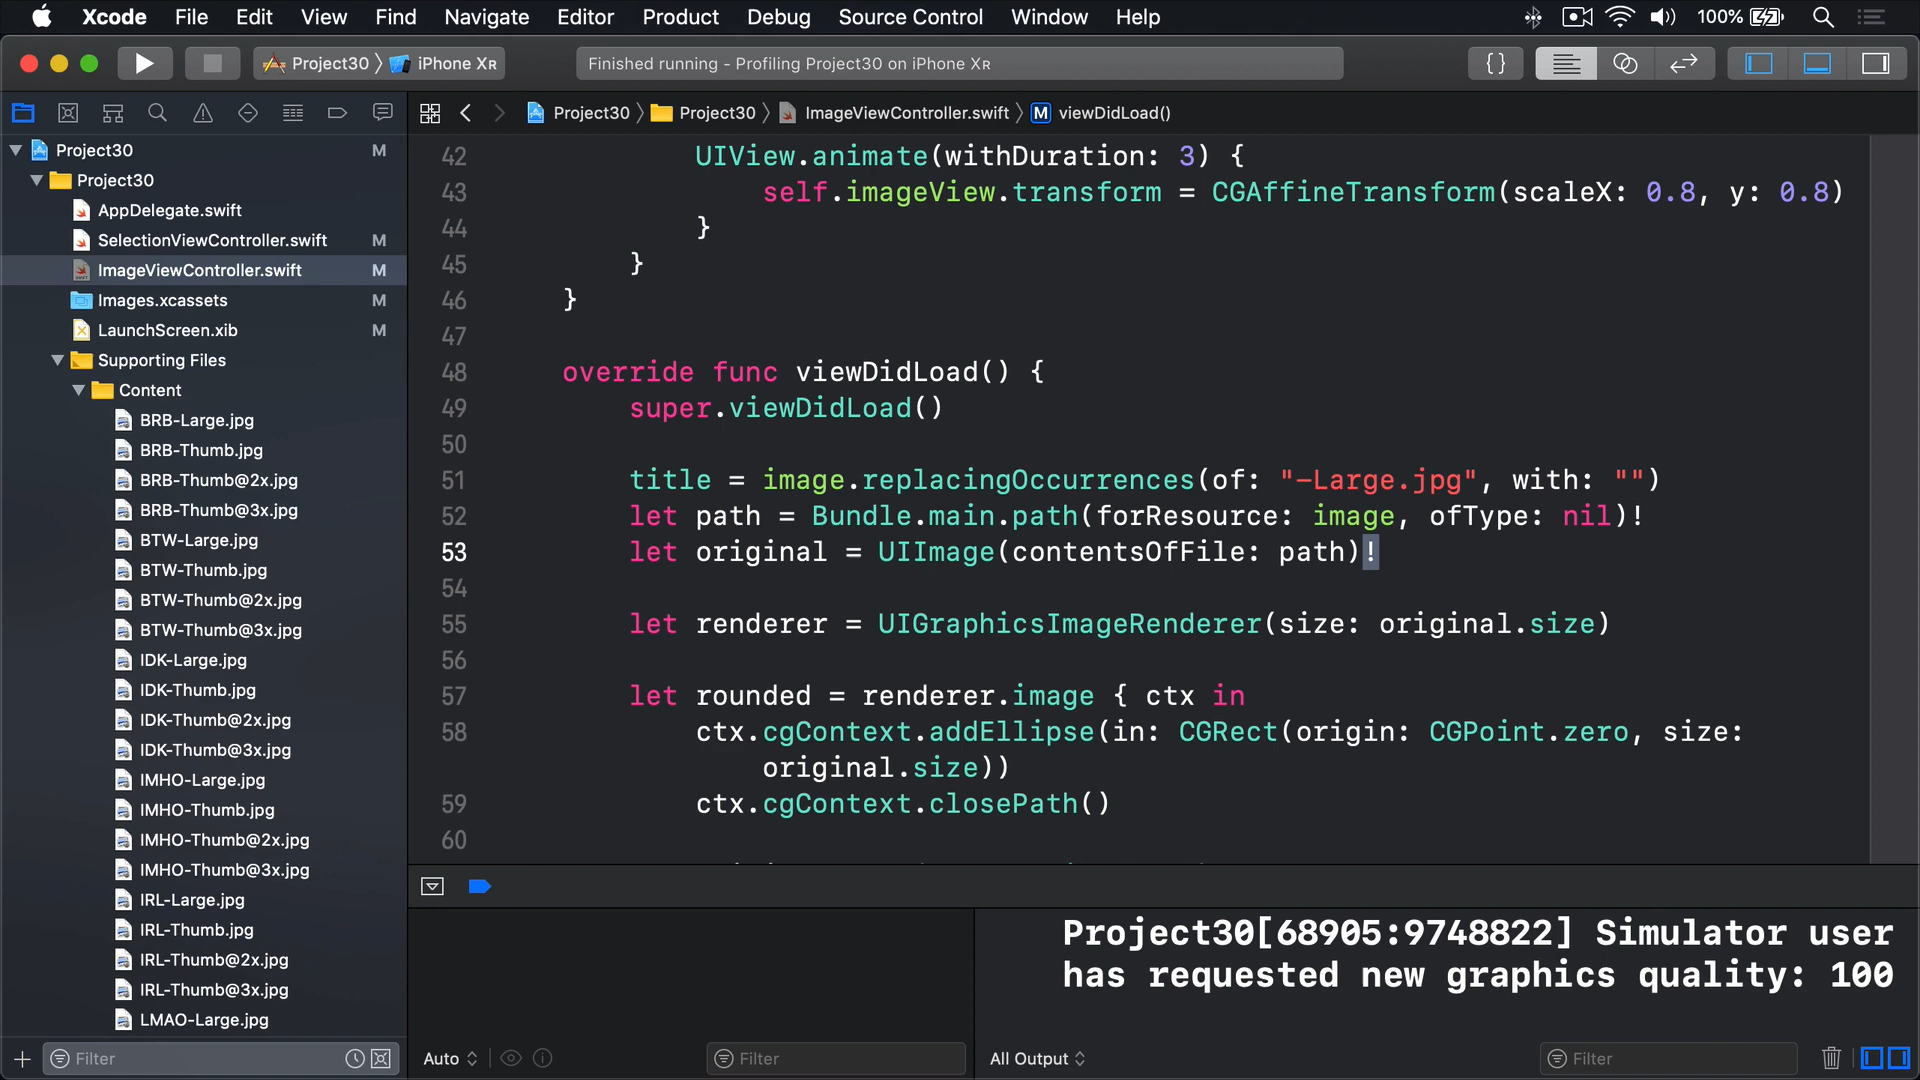 Xcode File Edit View Find Navigate Editor Product Debug Source Control Window Help 100%
Project30 iPhone XR Finished running - Profiling Project30 on iPhone XR {}
Project30 Project30 ImageViewController.swift M viewDidLoad()
Project30 M
Project30
AppDelegate.swift
SelectionViewController.swift M
ImageViewController.swift M
Images.xcassets M
LaunchScreen.xib M
Supporting Files
Content
BRB-Large.jpg
BRB-Thumb.jpg
BRB-Thumb@2x.jpg
BRB-Thumb@3x.jpg
BTW-Large.jpg
BTW-Thumb.jpg
BTW-Thumb@2x.jpg
BTW-Thumb@3x.jpg
IDK-Large.jpg
IDK-Thumb.jpg
IDK-Thumb@2x.jpg
IDK-Thumb@3x.jpg
IMHO-Large.jpg
IMHO-Thumb.jpg
IMHO-Thumb@2x.jpg
IMHO-Thumb@3x.jpg
IRL-Large.jpg
IRL-Thumb.jpg
IRL-Thumb@2x.jpg
IRL-Thumb@3x.jpg
LMAO-Large.jpg
Filter
42 UIView.animate(withDuration: 3) {
43 self.imageView.transform = CGAffineTransform(scaleX: 0.8, y: 0.8)
44 }
45 }
46 }
47
48 override func viewDidLoad() {
49 super.viewDidLoad()
50
51 title = image.replacingOccurrences(of: "-Large.jpg", with: "")
52 let path = Bundle.main.path(forResource: image, ofType: nil)!
53 let original = UIImage(contentsOfFile: path)!
54
55 let renderer = UIGraphicsImageRenderer(size: original.size)
56
57 let rounded = renderer.image { ctx in
58 ctx.cgContext.addEllipse(in: CGRect(origin: CGPoint.zero, size:
original.size))
59 ctx.cgContext.closePath()
60
Project30[68905:9748822] Simulator user
has requested new graphics quality: 100
Auto Filter All Output Filter